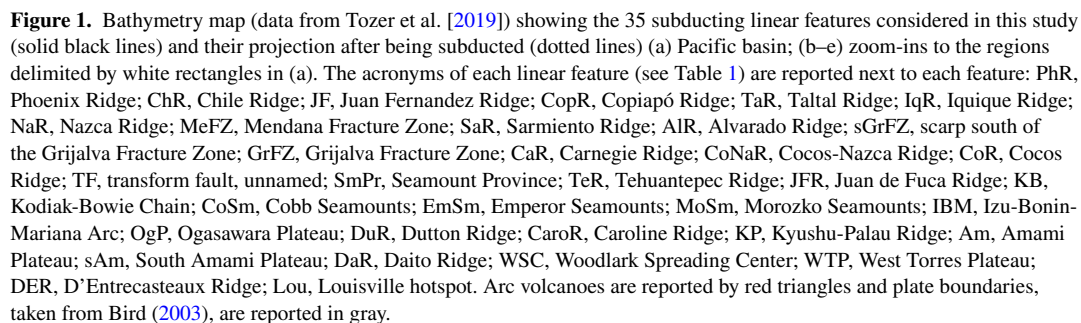 Figure 1. Bathymetry map (data from Tozer et al. [2019]) showing the 35 subducting linear features considered in this study
(solid black lines) and their projection after being subducted (dotted lines) (a) Pacific basin; (b–e) zoom-ins to the regions
delimited by white rectangles in (a). The acronyms of each linear feature (see Table 1) are reported next to each feature: PhR,
Phoenix Ridge; ChR, Chile Ridge; JF, Juan Fernandez Ridge; CopR, Copiapó Ridge; TaR, Taltal Ridge; IqR, Iquique Ridge;
NaR, Nazca Ridge; MeFZ, Mendana Fracture Zone; SaR, Sarmiento Ridge; AlR, Alvarado Ridge; sGrFZ, scarp south of
the Grijalva Fracture Zone; GrFZ, Grijalva Fracture Zone; CaR, Carnegie Ridge; CoNaR, Cocos-Nazca Ridge; CoR, Cocos
Ridge; TF, transform fault, unnamed; SmPr, Seamount Province; TeR, Tehuantepec Ridge; JFR, Juan de Fuca Ridge; KB,
Kodiak-Bowie Chain; CoSm, Cobb Seamounts; EmSm, Emperor Seamounts; MoSm, Morozko Seamounts; IBM, Izu-Bonin-
Mariana Arc; OgP, Ogasawara Plateau; DuR, Dutton Ridge; CaroR, Caroline Ridge; KP, Kyushu-Palau Ridge; Am, Amami
Plateau; sAm, South Amami Plateau; DaR, Daito Ridge; WSC, Woodlark Spreading Center; WTP, West Torres Plateau;
DER, D'Entrecasteaux Ridge; Lou, Louisville hotspot. Arc volcanoes are reported by red triangles and plate boundaries,
taken from Bird (2003), are reported in gray.